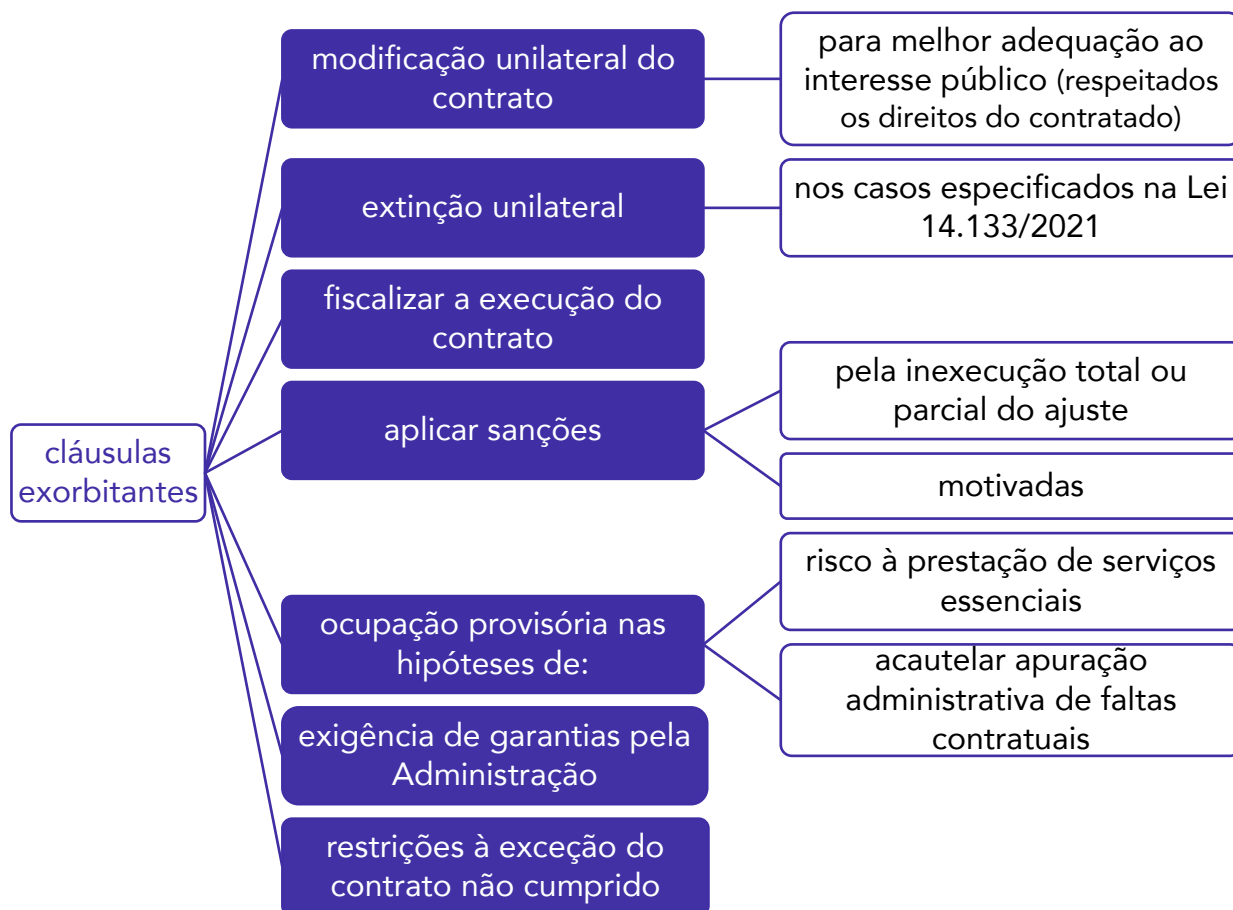 cláusulas
exorbitantes
modificação unilateral do
contrato
para melhor adequação ao
interesse público (respeitados
os direitos do contratado)
extinção unilateral
nos casos especificados na Lei
14.133/2021
fiscalizar a execução do
contrato
aplicar sanções
pela inexecução total ou
parcial do ajuste
motivadas
ocupação provisória nas
hipóteses de:
risco à prestação de serviços
essenciais
acautelar apuração
administrativa de faltas
contratuais
exigência de garantias pela
Administração
restrições à exceção do
contrato não cumprido